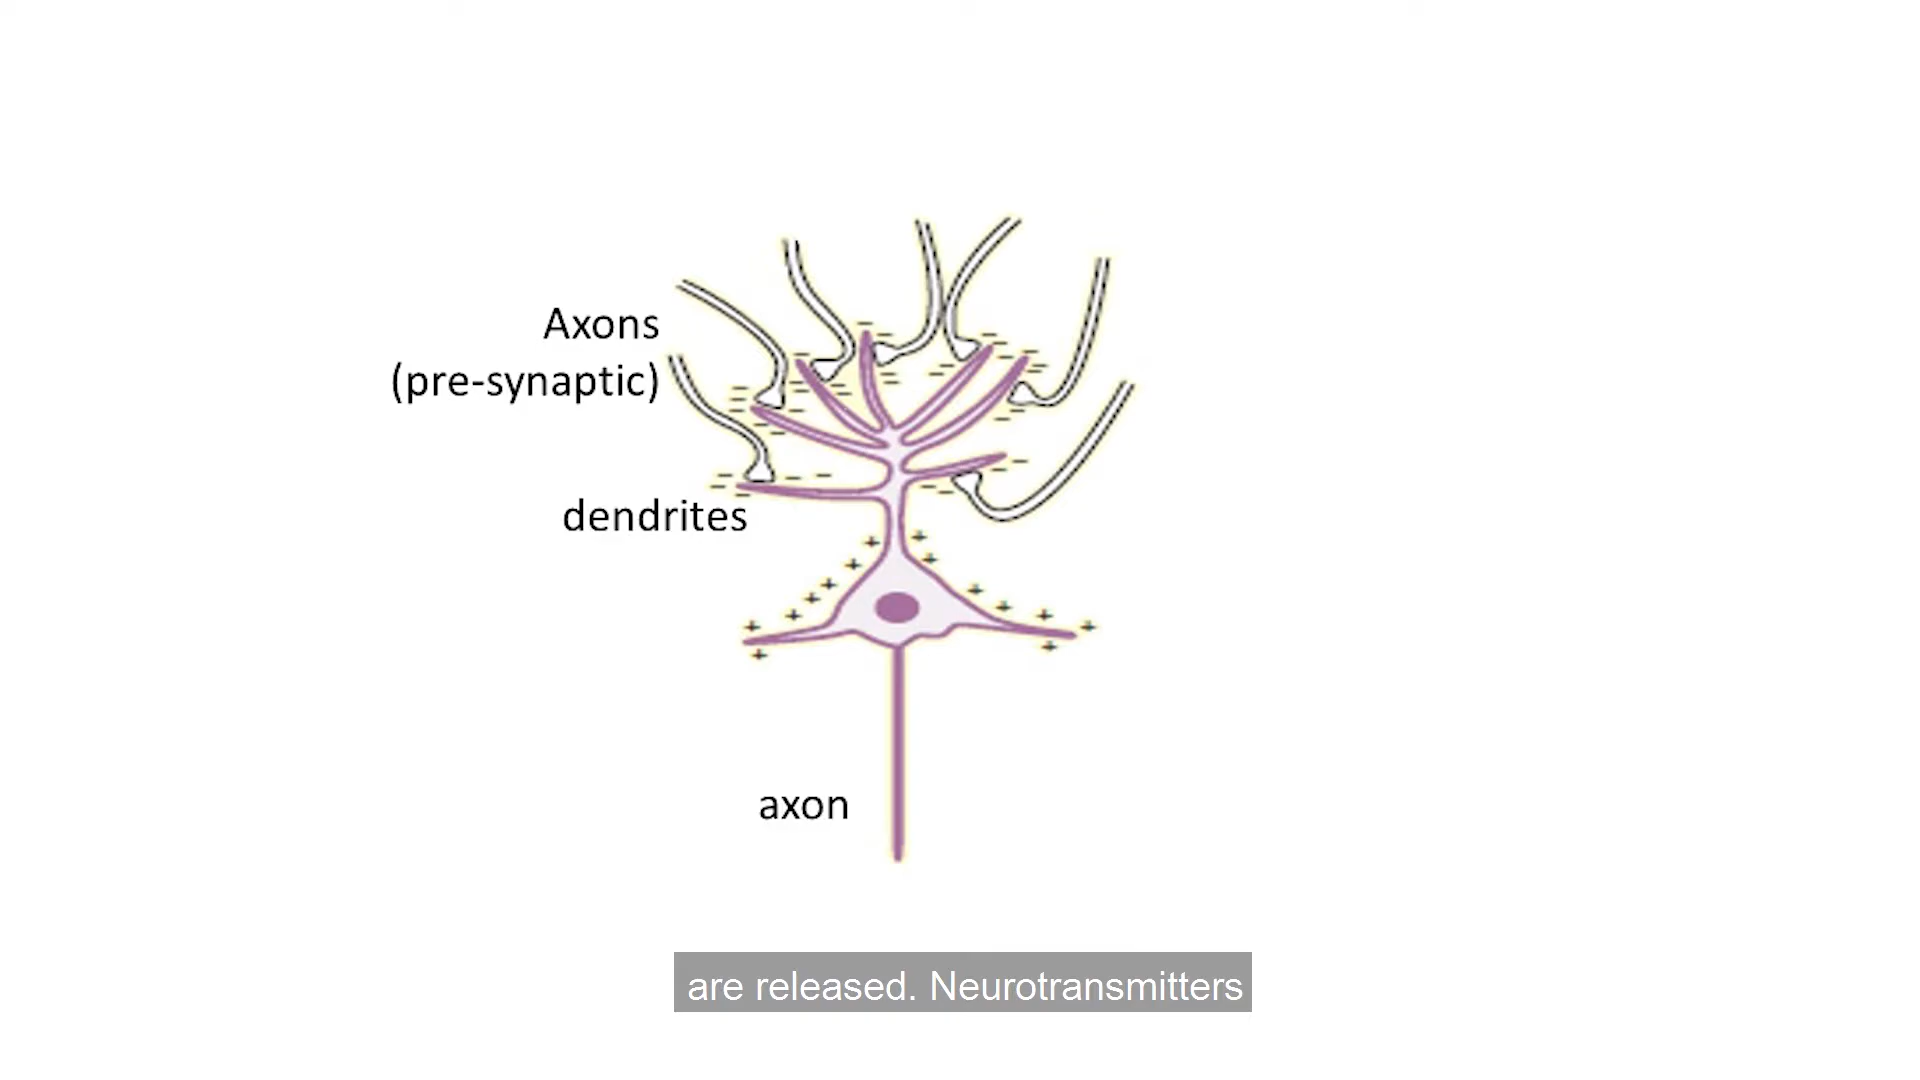 Axons
(pre-synaptic)
dendrites
axon
are released. Neurotransmitters